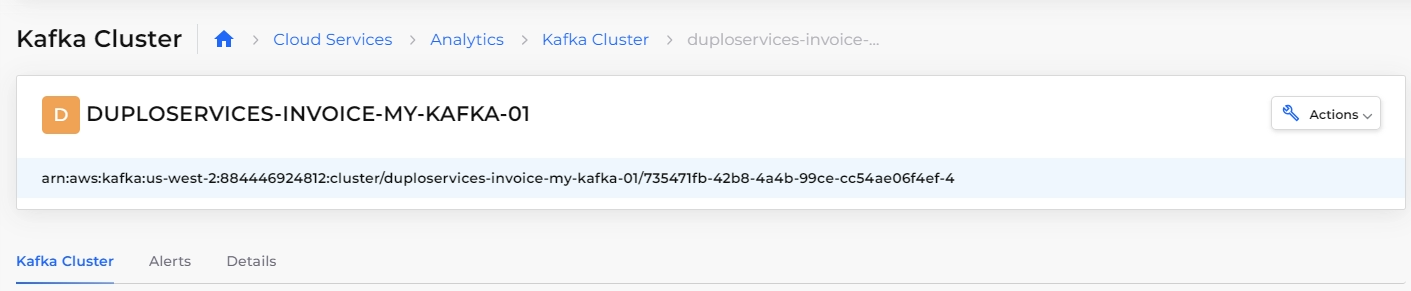 Kafka Cluster > Cloud Services > Analytics > Kafka Cluster > duploservices-invoice-...
D DUPLOSERVICES-INVOICE-MY-KAFKA-01 Actions
arn:aws:kafka:us-west-2:884446924812:cluster/duploservices-invoice-my-kafka-01/735471fb-42b8-4a4b-99ce-cc54ae06f4ef-4
Kafka Cluster Alerts Details